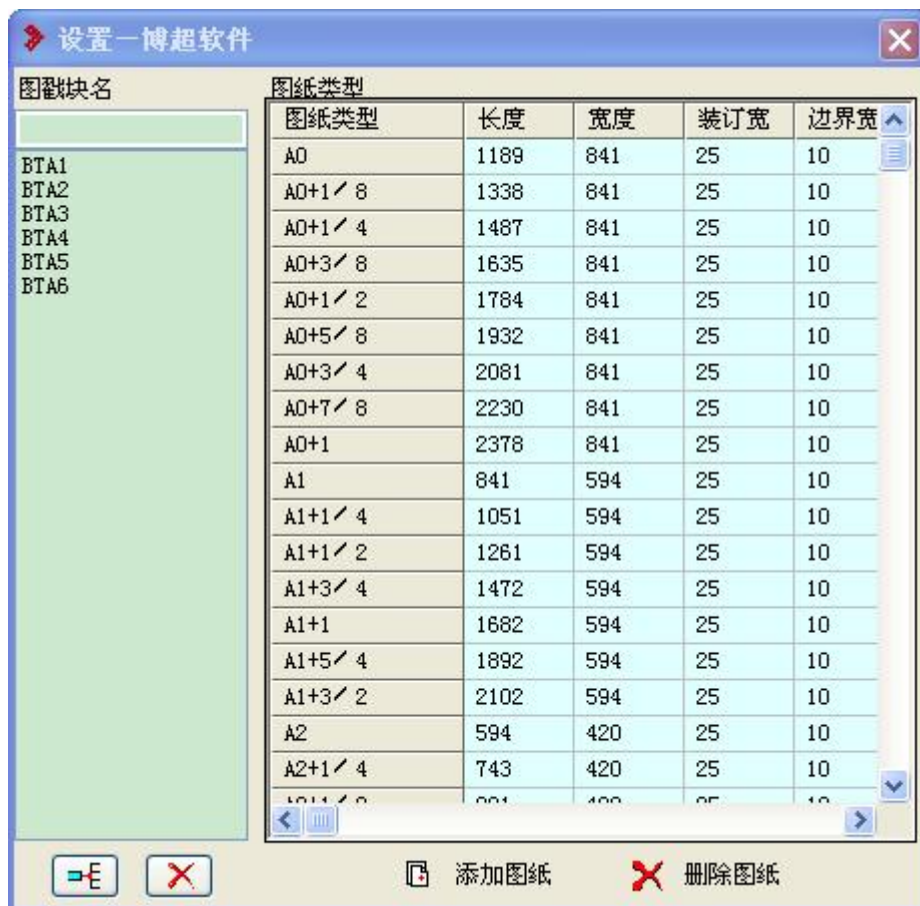 设置一博超软件
图戳块名
BTA1
BTA2
BTA3
BTA4
BTA5
BTA6
图纸类型
图纸类型 长度 宽度 装订宽 边界宽
A0 1189 841 25 10
A0+1/8 1338 841 25 10
A0+1/4 1487 841 25 10
A0+3/8 1635 841 25 10
A0+1/2 1784 841 25 10
A0+5/8 1932 841 25 10
A0+3/4 2081 841 25 10
A0+7/8 2230 841 25 10
A0+1 2378 841 25 10
A1 841 594 25 10
A1+1/4 1051 594 25 10
A1+1/2 1261 594 25 10
A1+3/4 1472 594 25 10
A1+1 1682 594 25 10
A1+5/4 1892 594 25 10
A1+3/2 2102 594 25 10
A2 594 420 25 10
A2+1/4 743 420 25 10
添加图纸 删除图纸